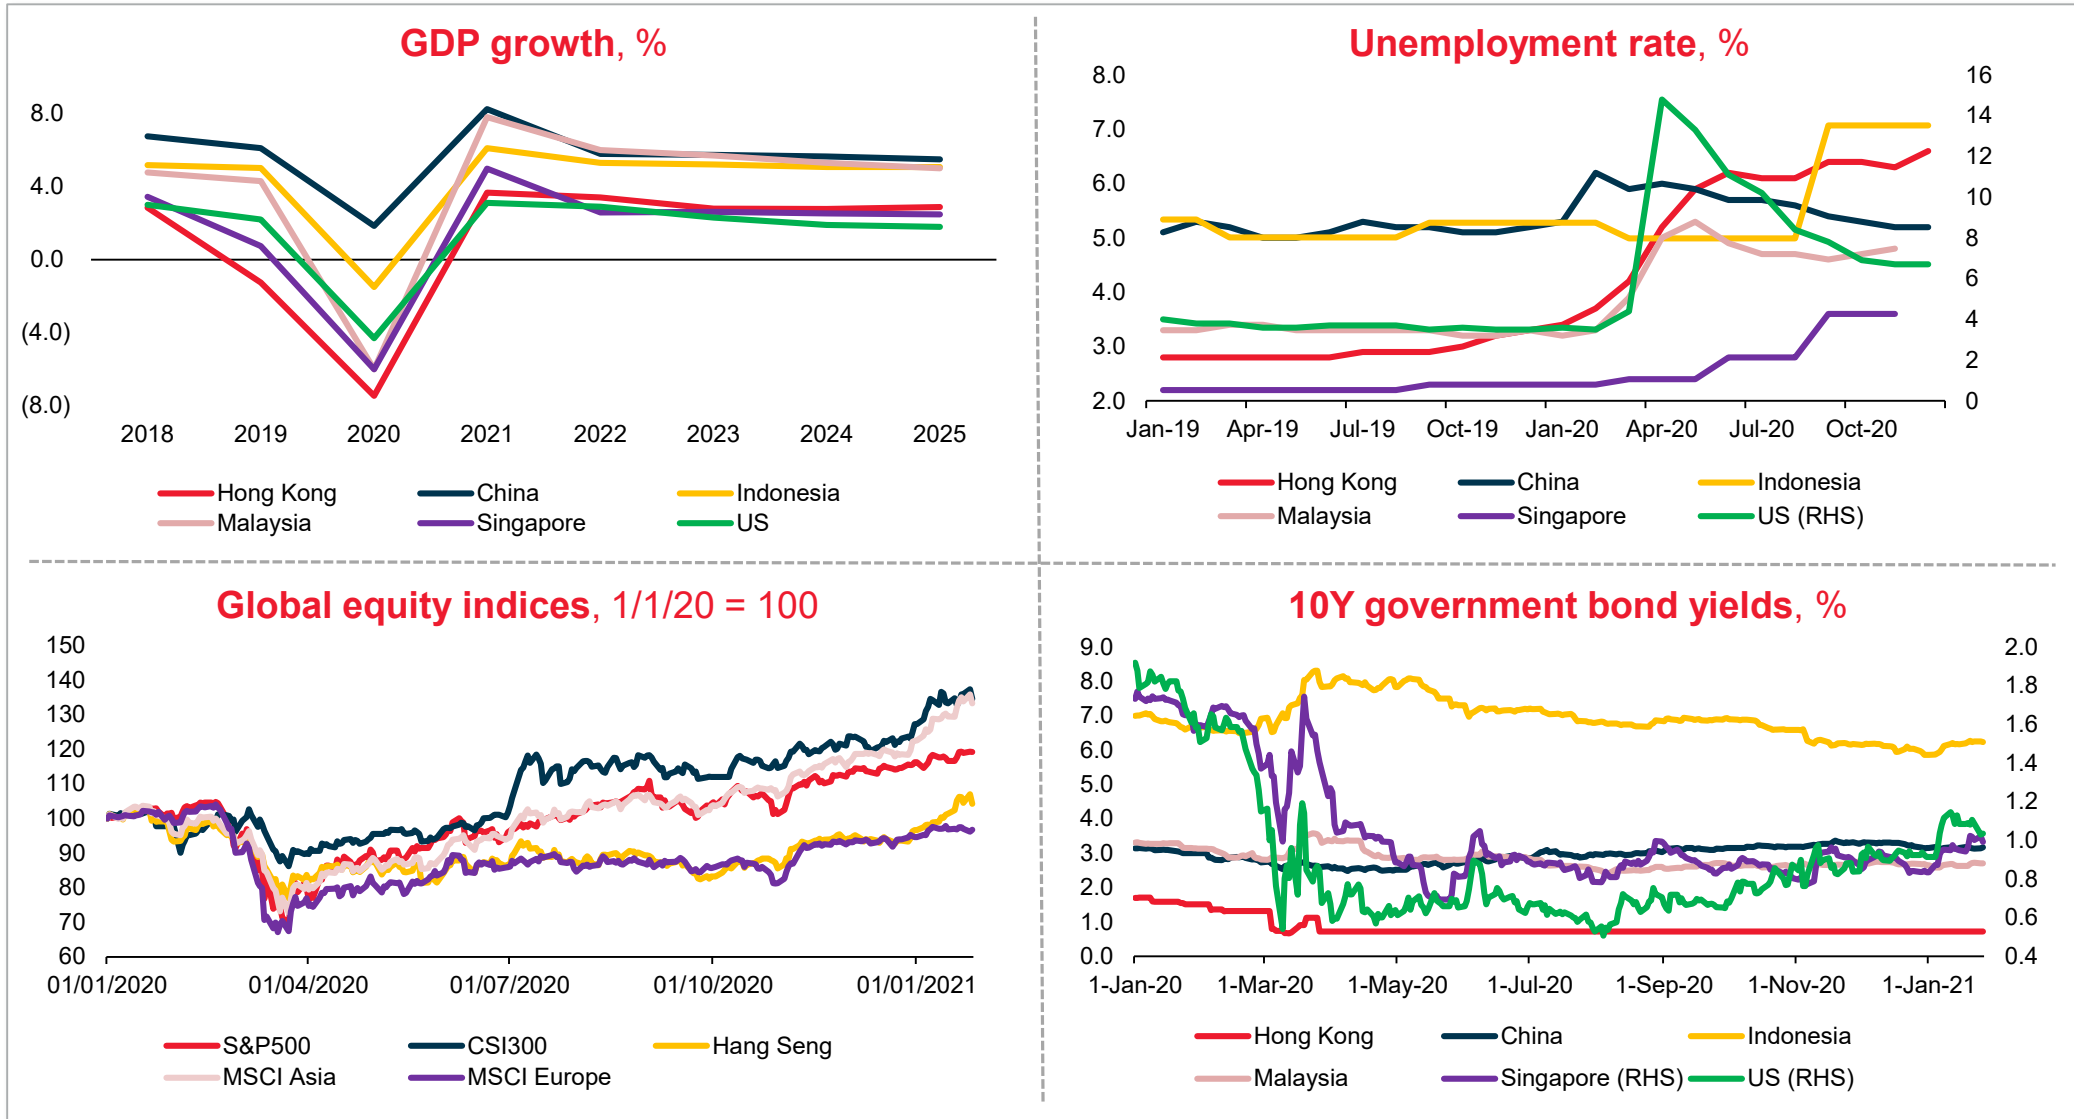 GDP growth, %
8.0
4.0
0.0
(4.0)
(8.0)
2018 2019 2020 2021 2022 2023 2024 2025
Hong Kong China Indonesia
Malaysia Singapore US
Unemployment rate, %
8.0 16
7.0 14
6.0 12
5.0 10
4.0 8
3.0 6
2.0 4
2
0
Jan-19 Apr-19 Jul-19 Oct-19 Jan-20 Apr-20 Jul-20 Oct-20
Hong Kong China Indonesia
Malaysia Singapore US (RHS)
Global equity indices, 1/1/20 = 100
150
140
130
120
110
100
90
80
70
60
01/01/2020 01/04/2020 01/07/2020 01/10/2020 01/01/2021
S&P500 CSI300 Hang Seng
MSCI Asia MSCI Europe
10Y government bond yields, %
9.0 2.0
8.0 1.8
7.0 1.6
6.0 1.4
5.0 1.2
4.0 1.0
3.0 0.8
2.0 0.6
1.0 0.4
0.0
1-Jan-20 1-Mar-20 1-May-20 1-Jul-20 1-Sep-20 1-Nov-20 1-Jan-21
Hong Kong China Indonesia
Malaysia Singapore (RHS) US (RHS)